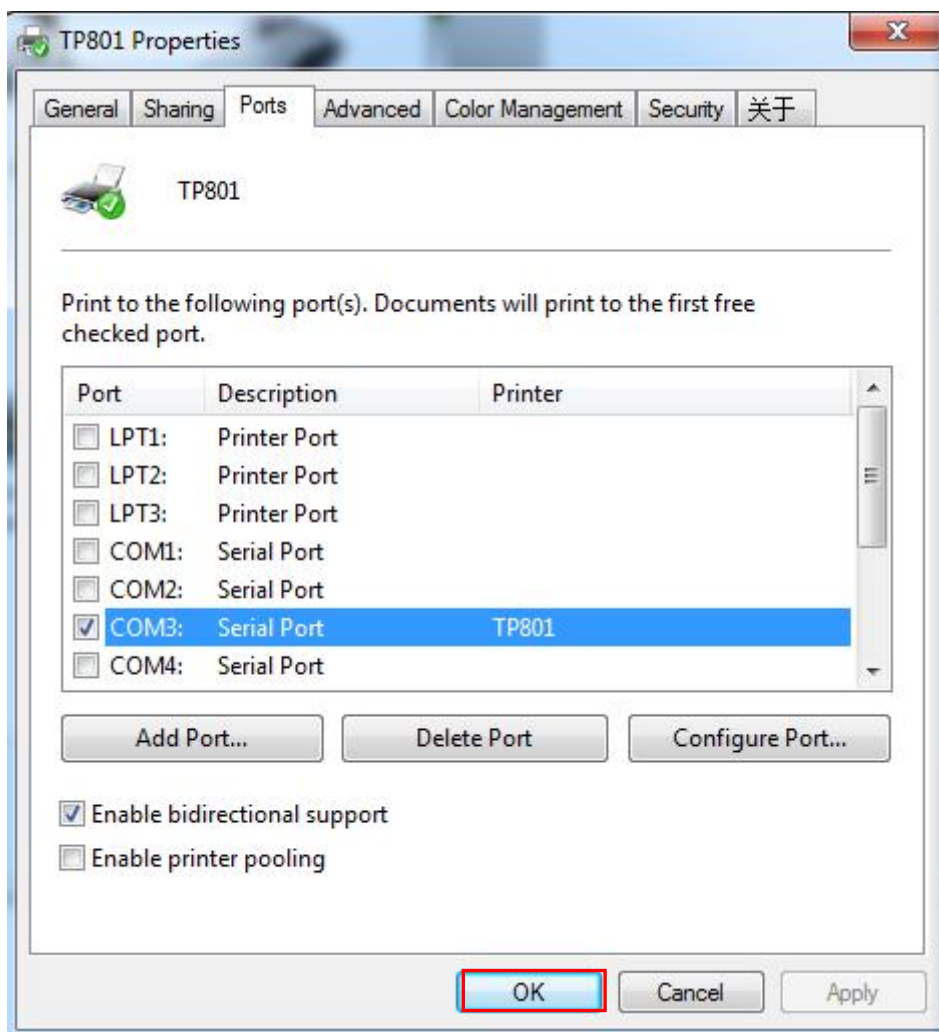 TP801 Properties
General Sharing Ports Advanced Color Management Security 关于
TP801
Print to the following port(s). Documents will print to the first free
checked port.
Port Description Printer
LPT1: Printer Port
LPT2: Printer Port
LPT3: Printer Port
COM1: Serial Port
COM2: Serial Port
COM3: Serial Port TP801
COM4: Serial Port
Add Port... Delete Port Configure Port...
Enable bidirectional support
Enable printer pooling
OK Cancel Apply